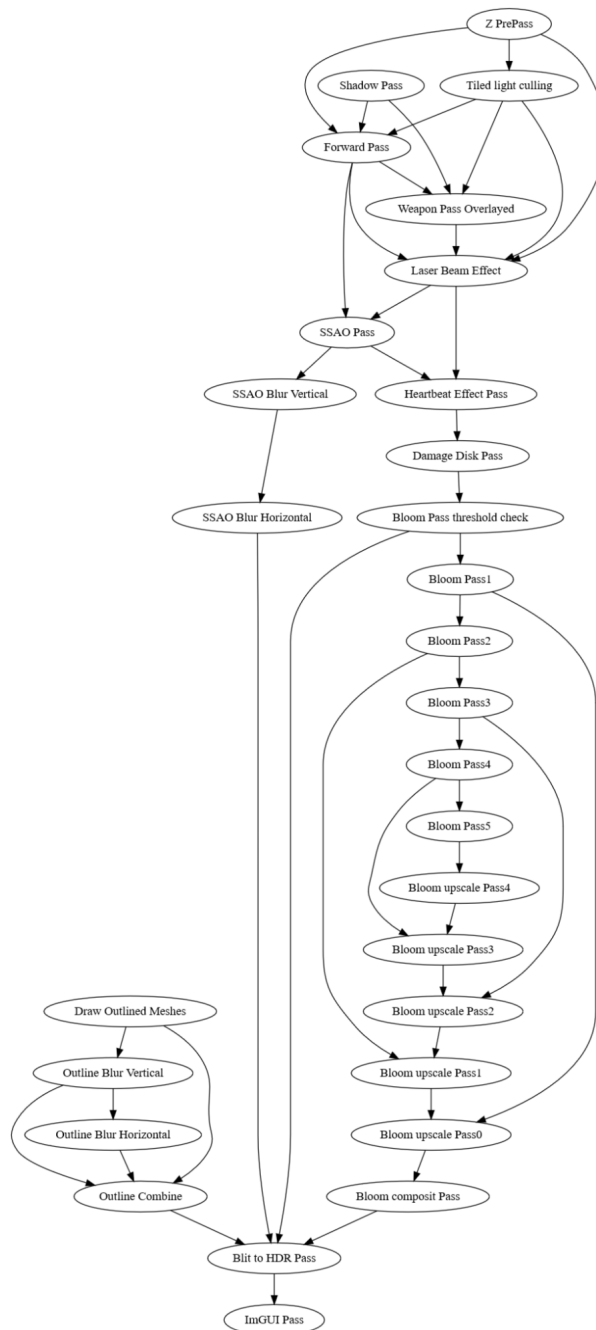 Z PrePass
Shadow Pass
Tiled light culling
Forward Pass
Weapon Pass Overlayed
Laser Beam Effect
SSAO Pass
SSAO Blur Vertical
Heartbeat Effect Pass
Damage Disk Pass
SSAO Blur Horizontal
Bloom Pass threshold check
Bloom Pass1
Bloom Pass2
Bloom Pass3
Bloom Pass4
Bloom Pass5
Bloom upscale Pass4
Bloom upscale Pass3
Draw Outlined Meshes
Bloom upscale Pass2
Outline Blur Vertical
Bloom upscale Pass1
Outline Blur Horizontal
Bloom upscale Pass0
Outline Combine
Bloom composit Pass
Blit to HDR Pass
ImGUI Pass